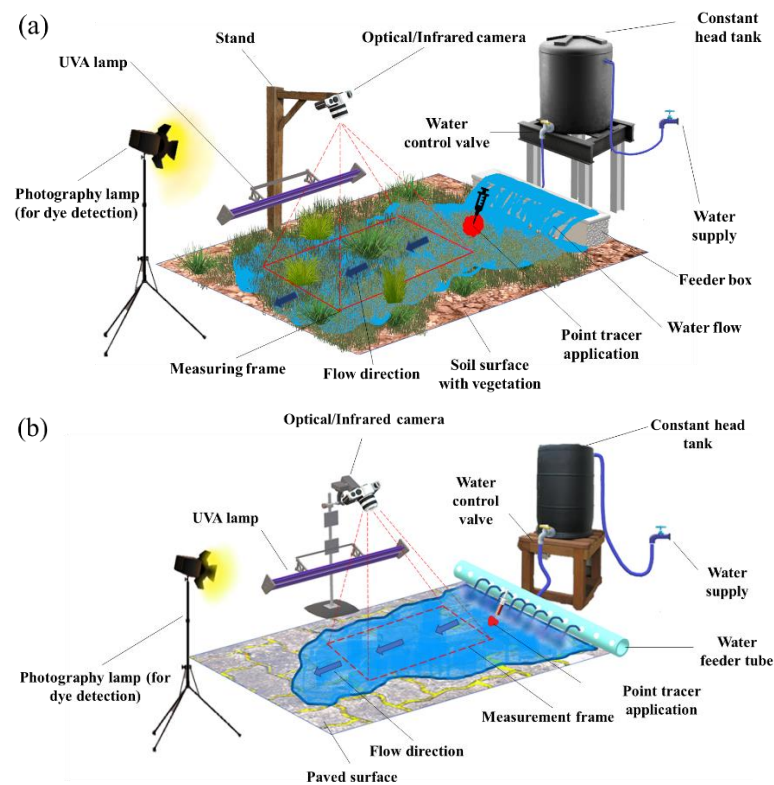 (a)
Stand
Optical/Infrared camera
Constant
head tank
UVA lamp
Water
control valve
Photography lamp
(for dye detection)
Water
supply
Feeder box
Water flow
Point tracer
application
Measuring frame
Flow direction
Soil surface
with vegetation
(b)
Optical/Infrared camera
Constant head
tank
Water
control
valve
UVA lamp
Water
supply
Water
feeder tube
Photography lamp (for
dye detection)
Point tracer
application
Measurement frame
Flow direction
Paved surface